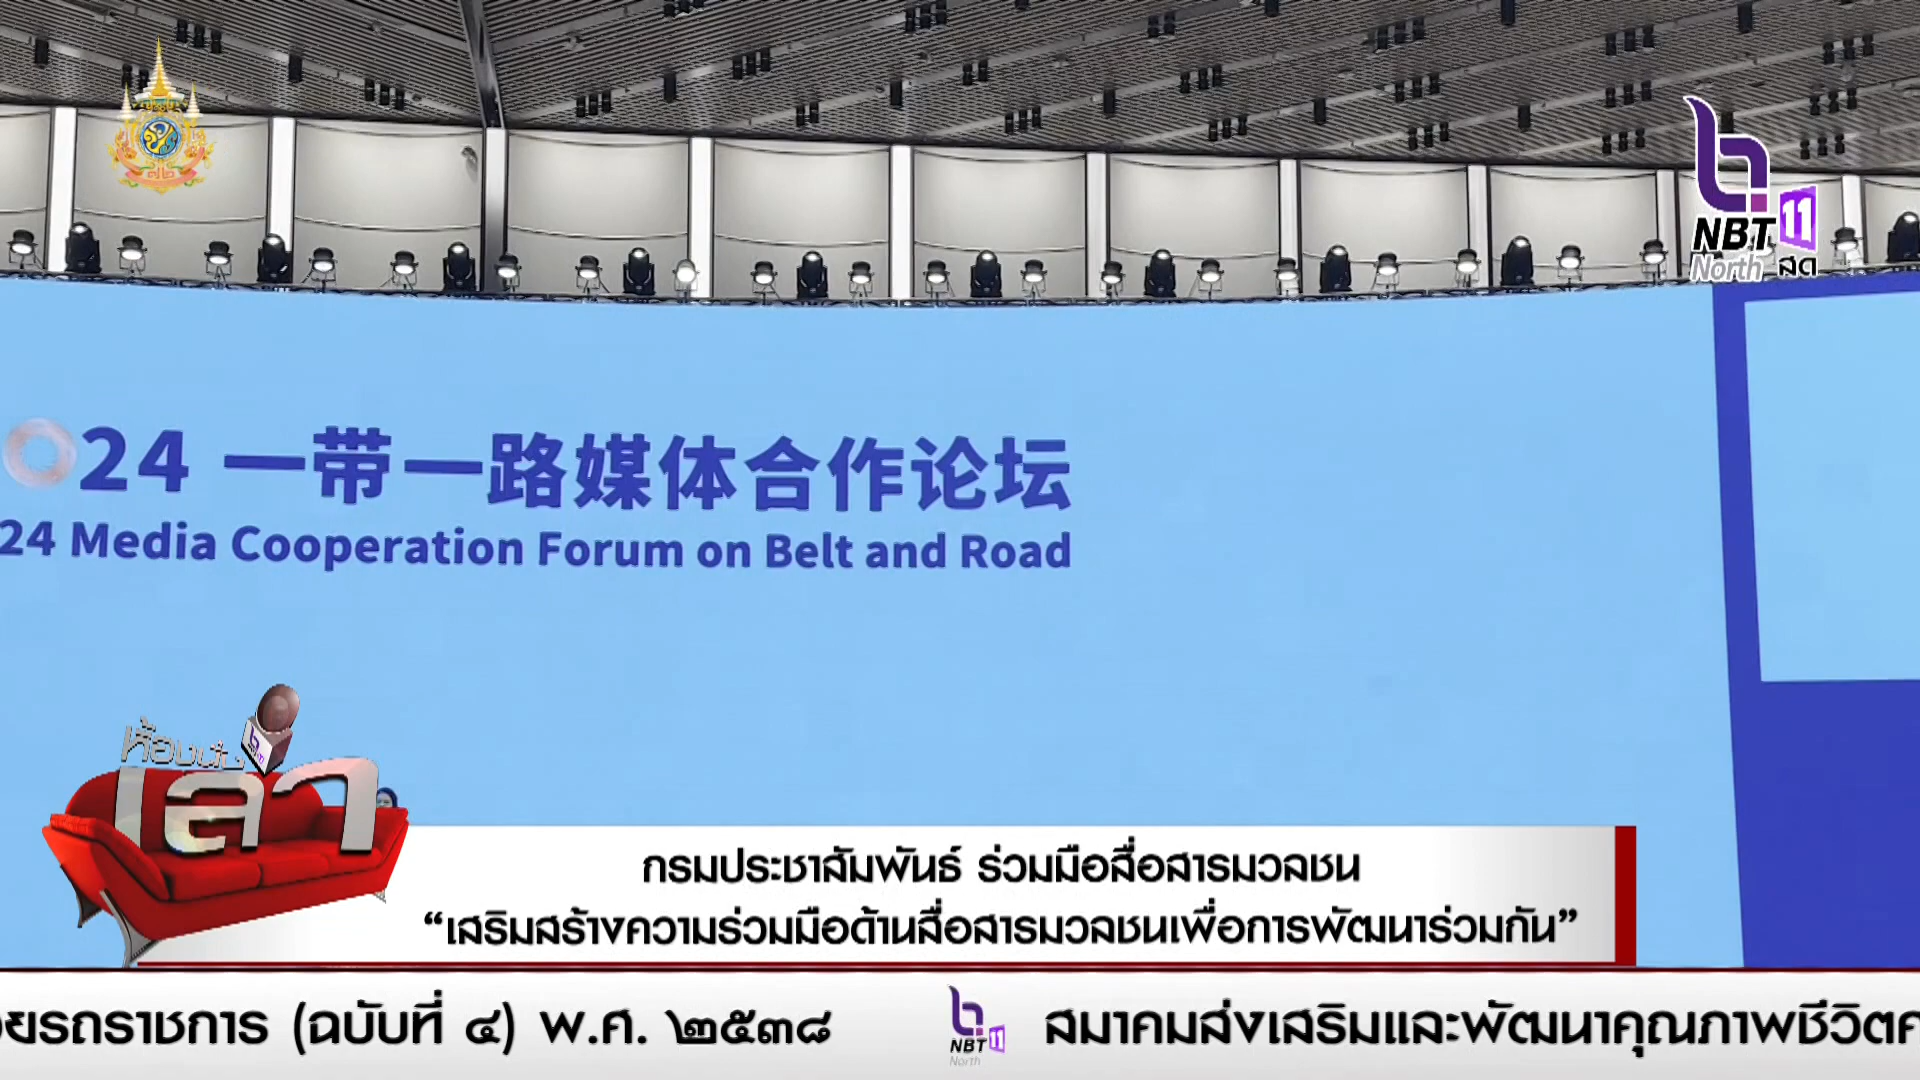 NBT 11
North สด
024 一带一路媒体合作论坛
24 Media Cooperation Forum on Belt and Road
ห้องนั่ง
เล่า
กรมประชาสัมพันธ์ ร่วมมือสื่อสารมวลชน
“เสริมสร้างความร่วมมือด้านสื่อสารมวลชนเพื่อการพัฒนาร่วมกัน”
ยรถราชการ (ฉบับที่ ๔) พ.ศ. ๒๕๓๘ NBT 11 North สมาคมส่งเสริมและพัฒนาคุณภาพชีวิต